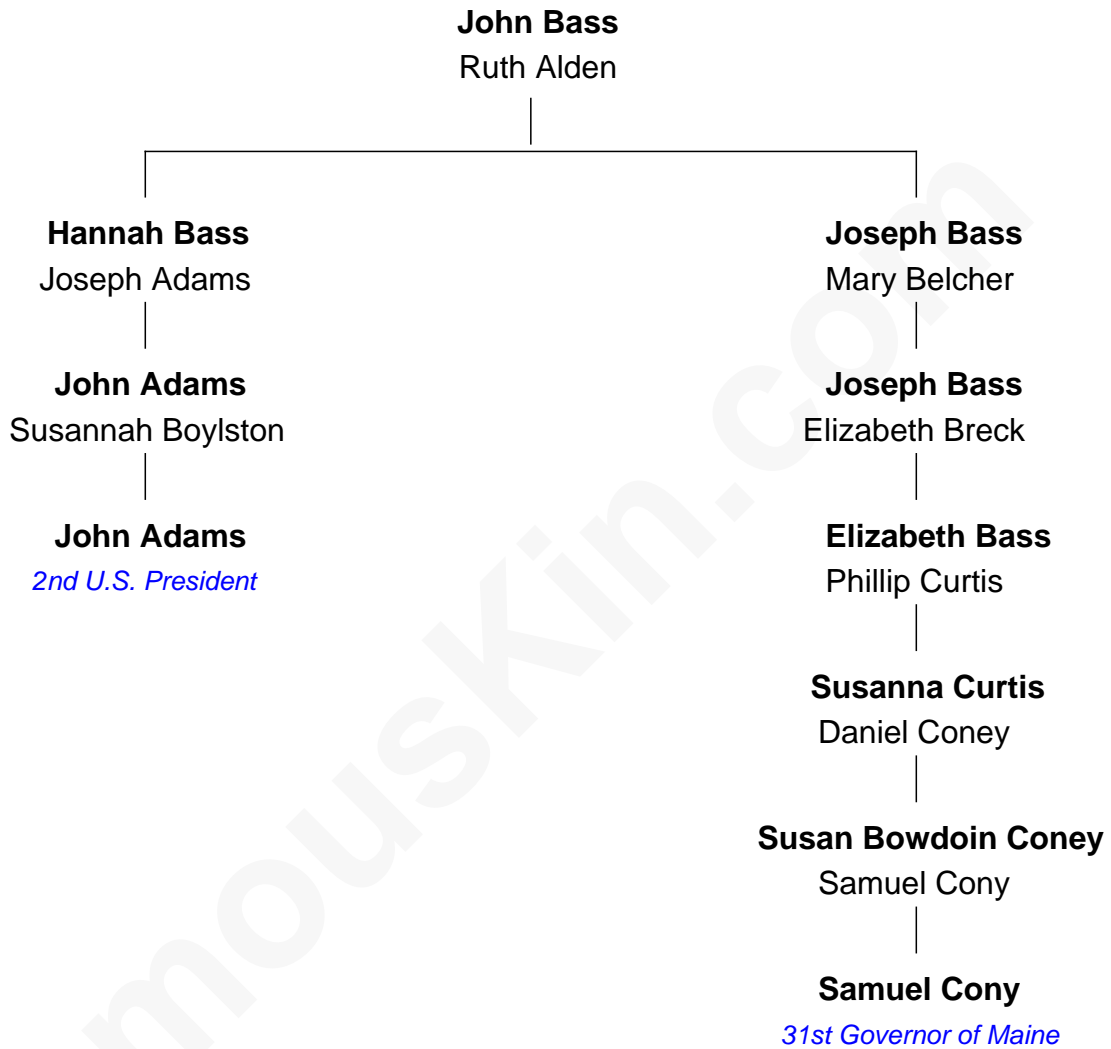 John Bass
Ruth Alden
Hannah Bass
Joseph Adams
Joseph Bass
Mary Belcher
John Adams
Susannah Boylston
Joseph Bass
Elizabeth Breck
John Adams
2nd U.S. President
Elizabeth Bass
Phillip Curtis
Susanna Curtis
Daniel Coney
Susan Bowdoin Coney
Samuel Cony
Samuel Cony
31st Governor of Maine
mousKin.com